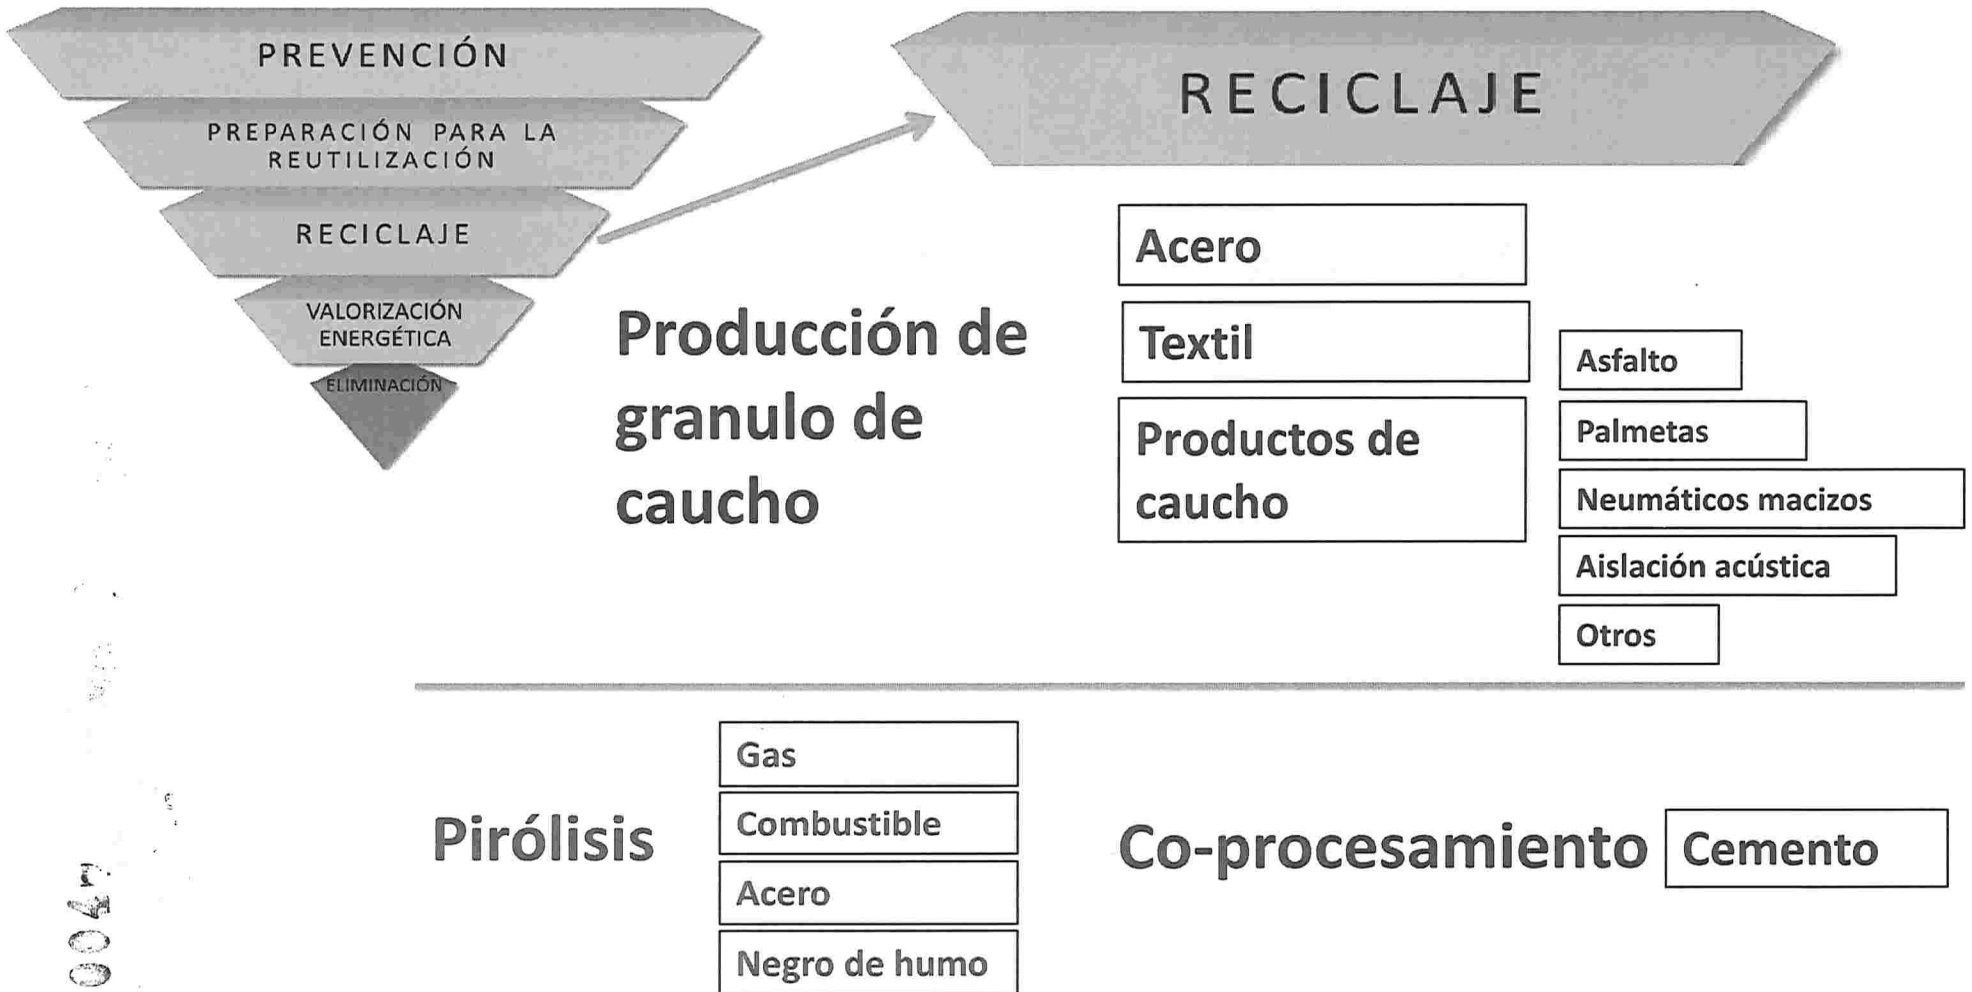 PREVENCIÓN
PREPARACIÓN PARA LA
REUTILIZACIÓN
RECICLAJE
VALORIZACIÓN
ENERGÉTICA
ELIMINACIÓN
RECICLAJE
Producción de
granulo de
caucho
Acero
Textil
Productos de
caucho
Asfalto
Palmetas
Neumáticos macizos
Aislación acústica
Otros
Pirólisis
Gas
Combustible
Acero
Negro de humo
Co-procesamiento
Cemento